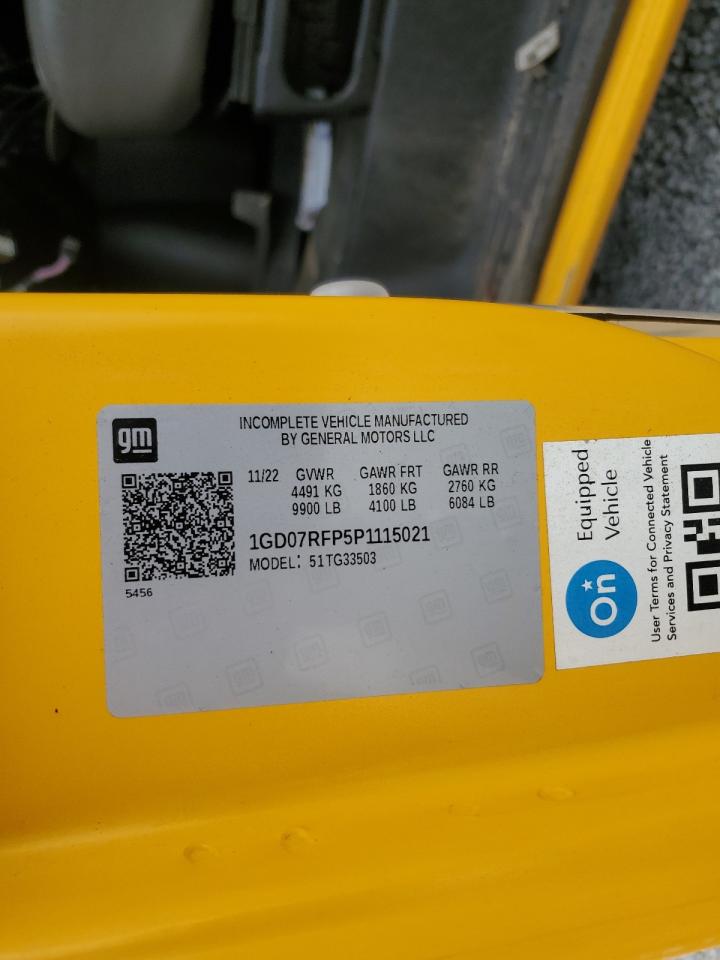 gm
INCOMPLETE VEHICLE MANUFACTURED
BY GENERAL MOTORS LLC
11/22 GVWR GAWR FRT GAWR RR
4491 KG 1860 KG 2760 KG
9900 LB 4100 LB 6084 LB
1GD07RFP5P1115021
MODEL: 51TG33503
5456
On
Equipped
Vehicle
User Terms for Connected Vehicle
Services and Privacy Statement